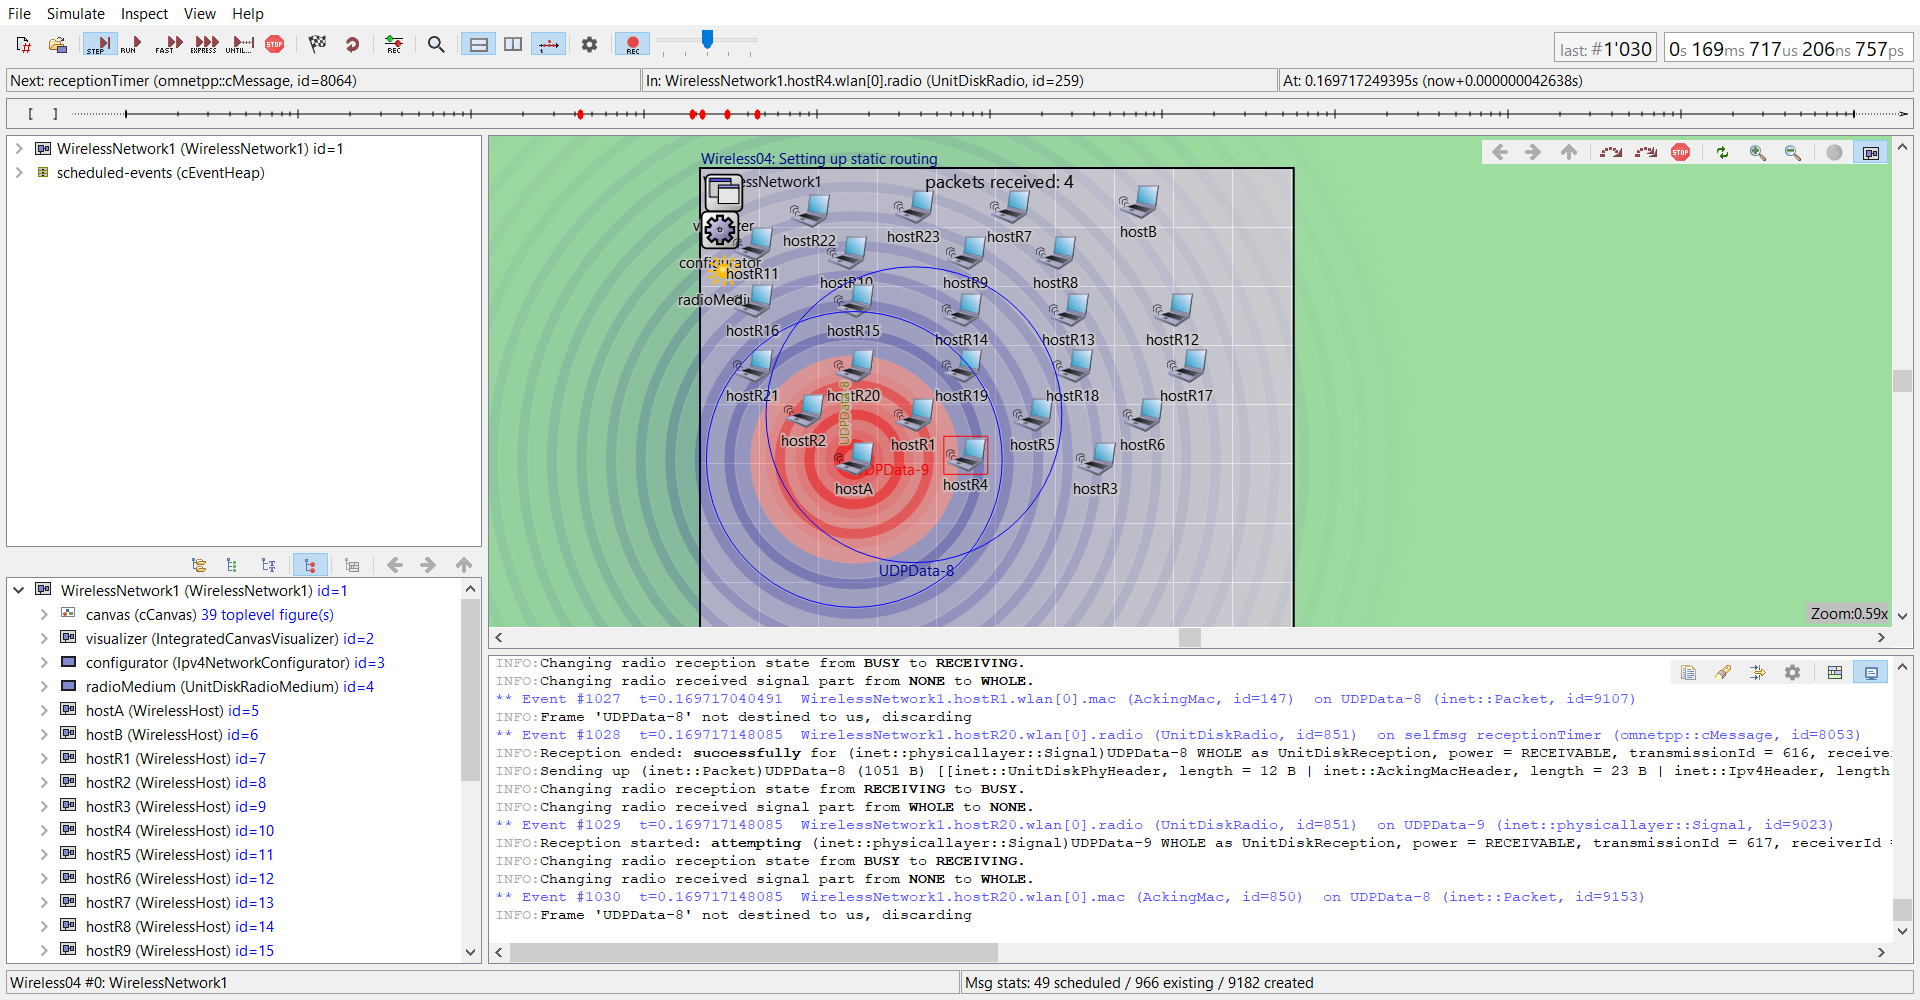 File Simulate Inspect View Help
STEP RUN FAST EXPRESS UNTIL... STOP REC REC
last: #1'030 0s 169ms 717us 206ns 757ps
Next: receptionTimer (omnetpp::cMessage, id=8064) In: WirelessNetwork1.hostR4.wlan[0].radio (UnitDiskRadio, id=259) At: 0.169717249395s (now+0.000000042638s)
[ ]
WirelessNetwork1 (WirelessNetwork1) id=1
scheduled-events (cEventHeap)
WirelessNetwork1 (WirelessNetwork1) id=1
canvas (cCanvas) 39 toplevel figure(s)
visualizer (IntegratedCanvasVisualizer) id=2
configurator (Ipv4NetworkConfigurator) id=3
radioMedium (UnitDiskRadioMedium) id=4
hostA (WirelessHost) id=5
hostB (WirelessHost) id=6
hostR1 (WirelessHost) id=7
hostR2 (WirelessHost) id=8
hostR3 (WirelessHost) id=9
hostR4 (WirelessHost) id=10
hostR5 (WirelessHost) id=11
hostR6 (WirelessHost) id=12
hostR7 (WirelessHost) id=13
hostR8 (WirelessHost) id=14
hostR9 (WirelessHost) id=15
Wireless04: Setting up static routing
STOP
packets received: 4
hostR22 hostR23 hostR7 hostB
configurator
hostR11 hostR10 hostR9 hostR8
hostR16 hostR15 hostR14 hostR13 hostR12
hostR21 hostR20 hostR19 hostR18 hostR17
UDPData-8
hostR2 hostR1 hostR5 hostR6
hostA hostR4 hostR3
UDPData-8
Zoom:0.59x
INFO:Changing radio reception state from BUSY to RECEIVING.
INFO:Changing radio received signal part from NONE to WHOLE.
** Event #1027 t=0.169717040491 WirelessNetwork1.hostR1.wlan[0].mac (AckingMac, id=147) on UDPData-8 (inet::Packet, id=9107)
INFO:Frame 'UDPData-8' not destined to us, discarding
** Event #1028 t=0.169717148085 WirelessNetwork1.hostR20.wlan[0].radio (UnitDiskRadio, id=851) on selfmsg receptionTimer (omnetpp::cMessage, id=8053)
INFO:Reception ended: successfully for (inet::physicallayer::Signal)UDPData-8 WHOLE as UnitDiskReception, power = RECEIVABLE, transmissionId = 616, receive
INFO:Sending up (inet::Packet)UDPData-8 (1051 B) [[inet::UnitDiskPhyHeader, length = 12 B | inet::AckingMacHeader, length = 23 B | inet::Ipv4Header, length
INFO:Changing radio reception state from RECEIVING to BUSY.
INFO:Changing radio received signal part from WHOLE to NONE.
** Event #1029 t=0.169717148085 WirelessNetwork1.hostR20.wlan[0].radio (UnitDiskRadio, id=851) on UDPData-9 (inet::physicallayer::Signal, id=9023)
INFO:Reception started: attempting (inet::physicallayer::Signal)UDPData-9 WHOLE as UnitDiskReception, power = RECEIVABLE, transmissionId = 617, receiverId
INFO:Changing radio reception state from BUSY to RECEIVING.
INFO:Changing radio received signal part from NONE to WHOLE.
** Event #1030 t=0.169717148085 WirelessNetwork1.hostR20.wlan[0].mac (AckingMac, id=850) on UDPData-8 (inet::Packet, id=9153)
INFO:Frame 'UDPData-8' not destined to us, discarding
Wireless04 #0: WirelessNetwork1 Msg stats: 49 scheduled / 966 existing / 9182 created